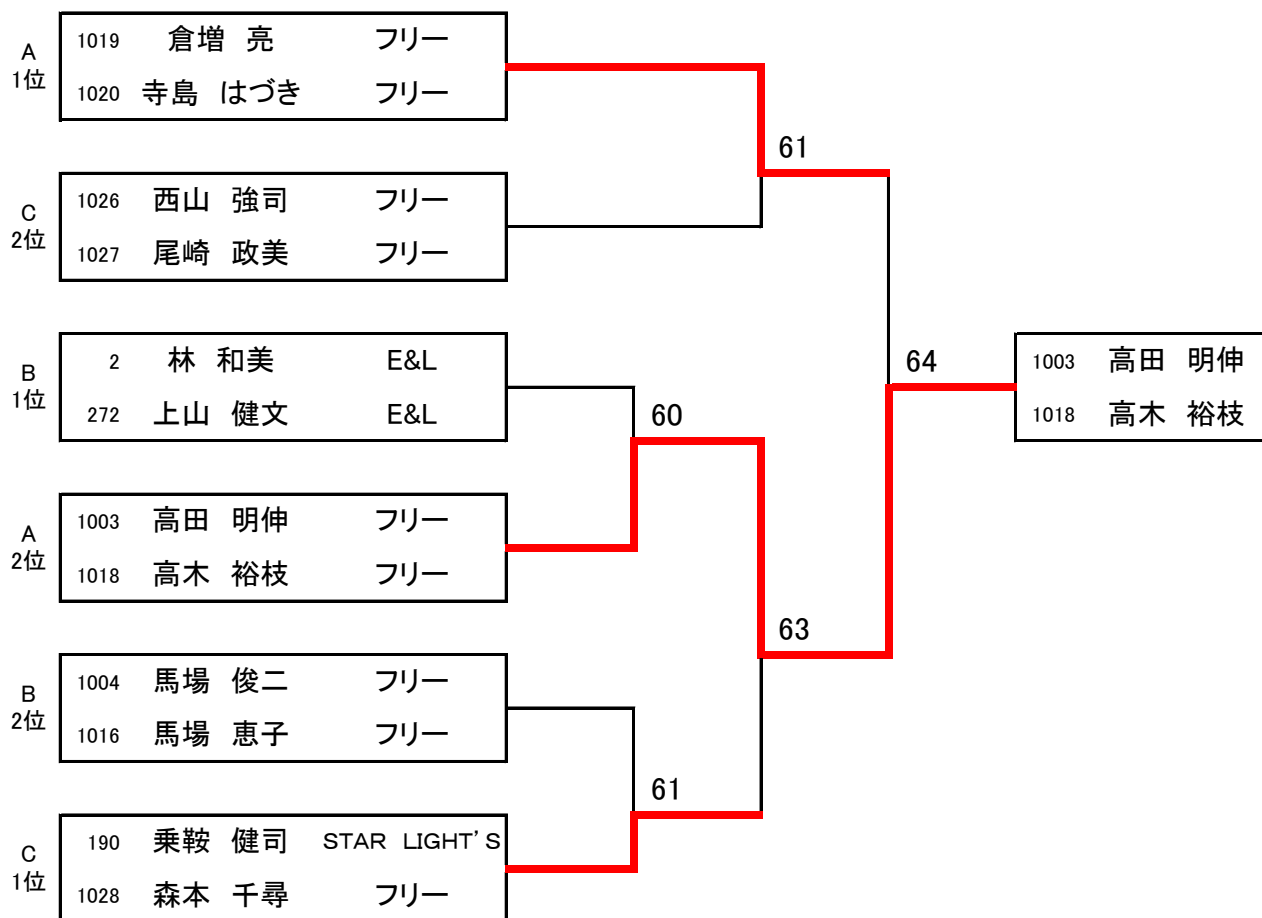 A
1位
1019 倉増 亮 フリー
1020 寺島 はづき フリー
61
C
2位
1026 西山 強司 フリー
1027 尾崎 政美 フリー
B
1位
2 林 和美 E&L
272 上山 健文 E&L
60
64
1003 高田 明伸
1018 高木 裕枝
A
2位
1003 高田 明伸 フリー
1018 高木 裕枝 フリー
63
B
2位
1004 馬場 俊二 フリー
1016 馬場 恵子 フリー
61
C
1位
190 乗鞍 健司 STAR LIGHT'S
1028 森本 千尋 フリー